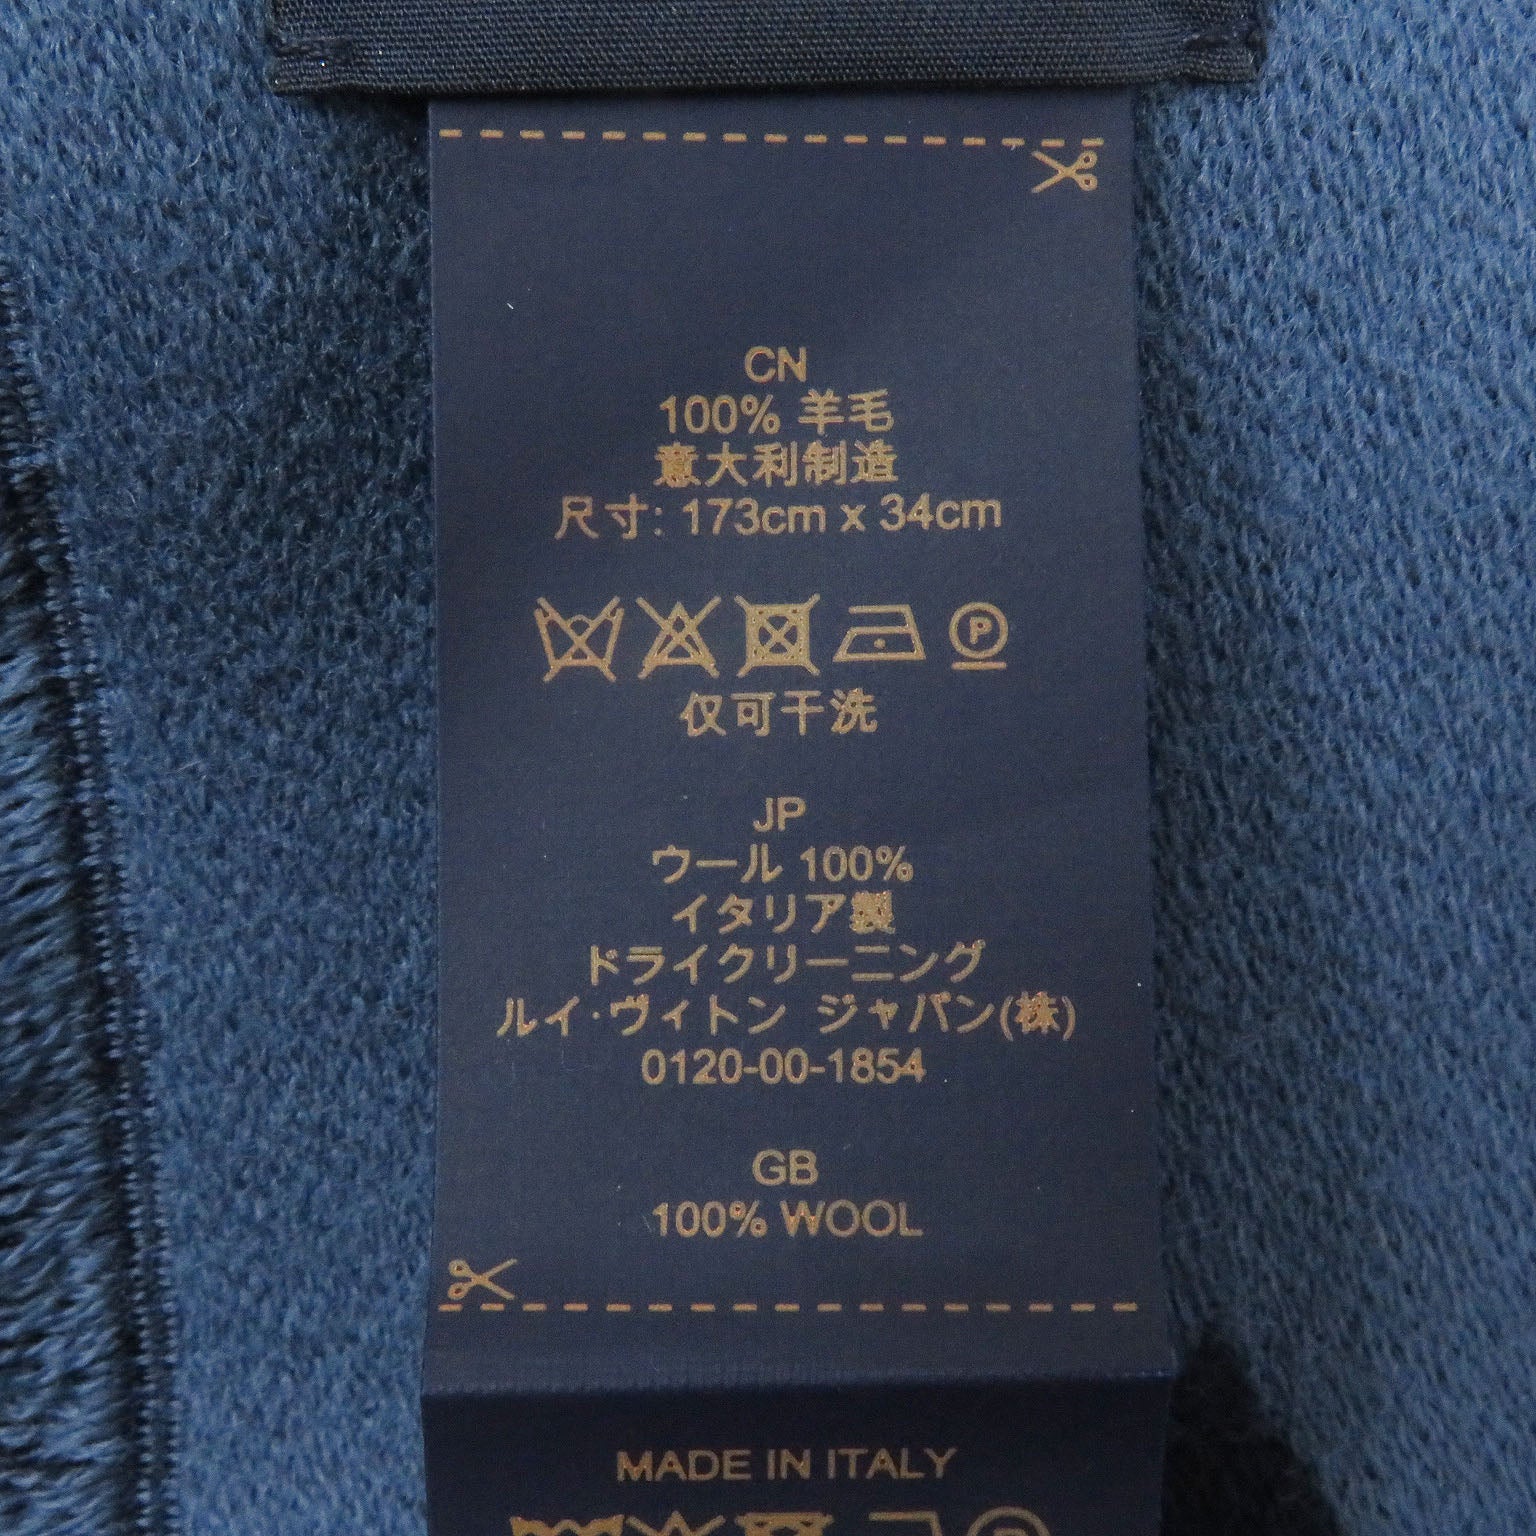 CN
100% 羊毛
意大利制造
尺寸: 173cm x 34cm
P
仅可干洗
JP
ウール 100%
イタリア製
ドライクリーニング
ルイ·ヴィトン ジャパン(株)
0120-00-1854
GB
100% WOOL
MADE IN ITALY